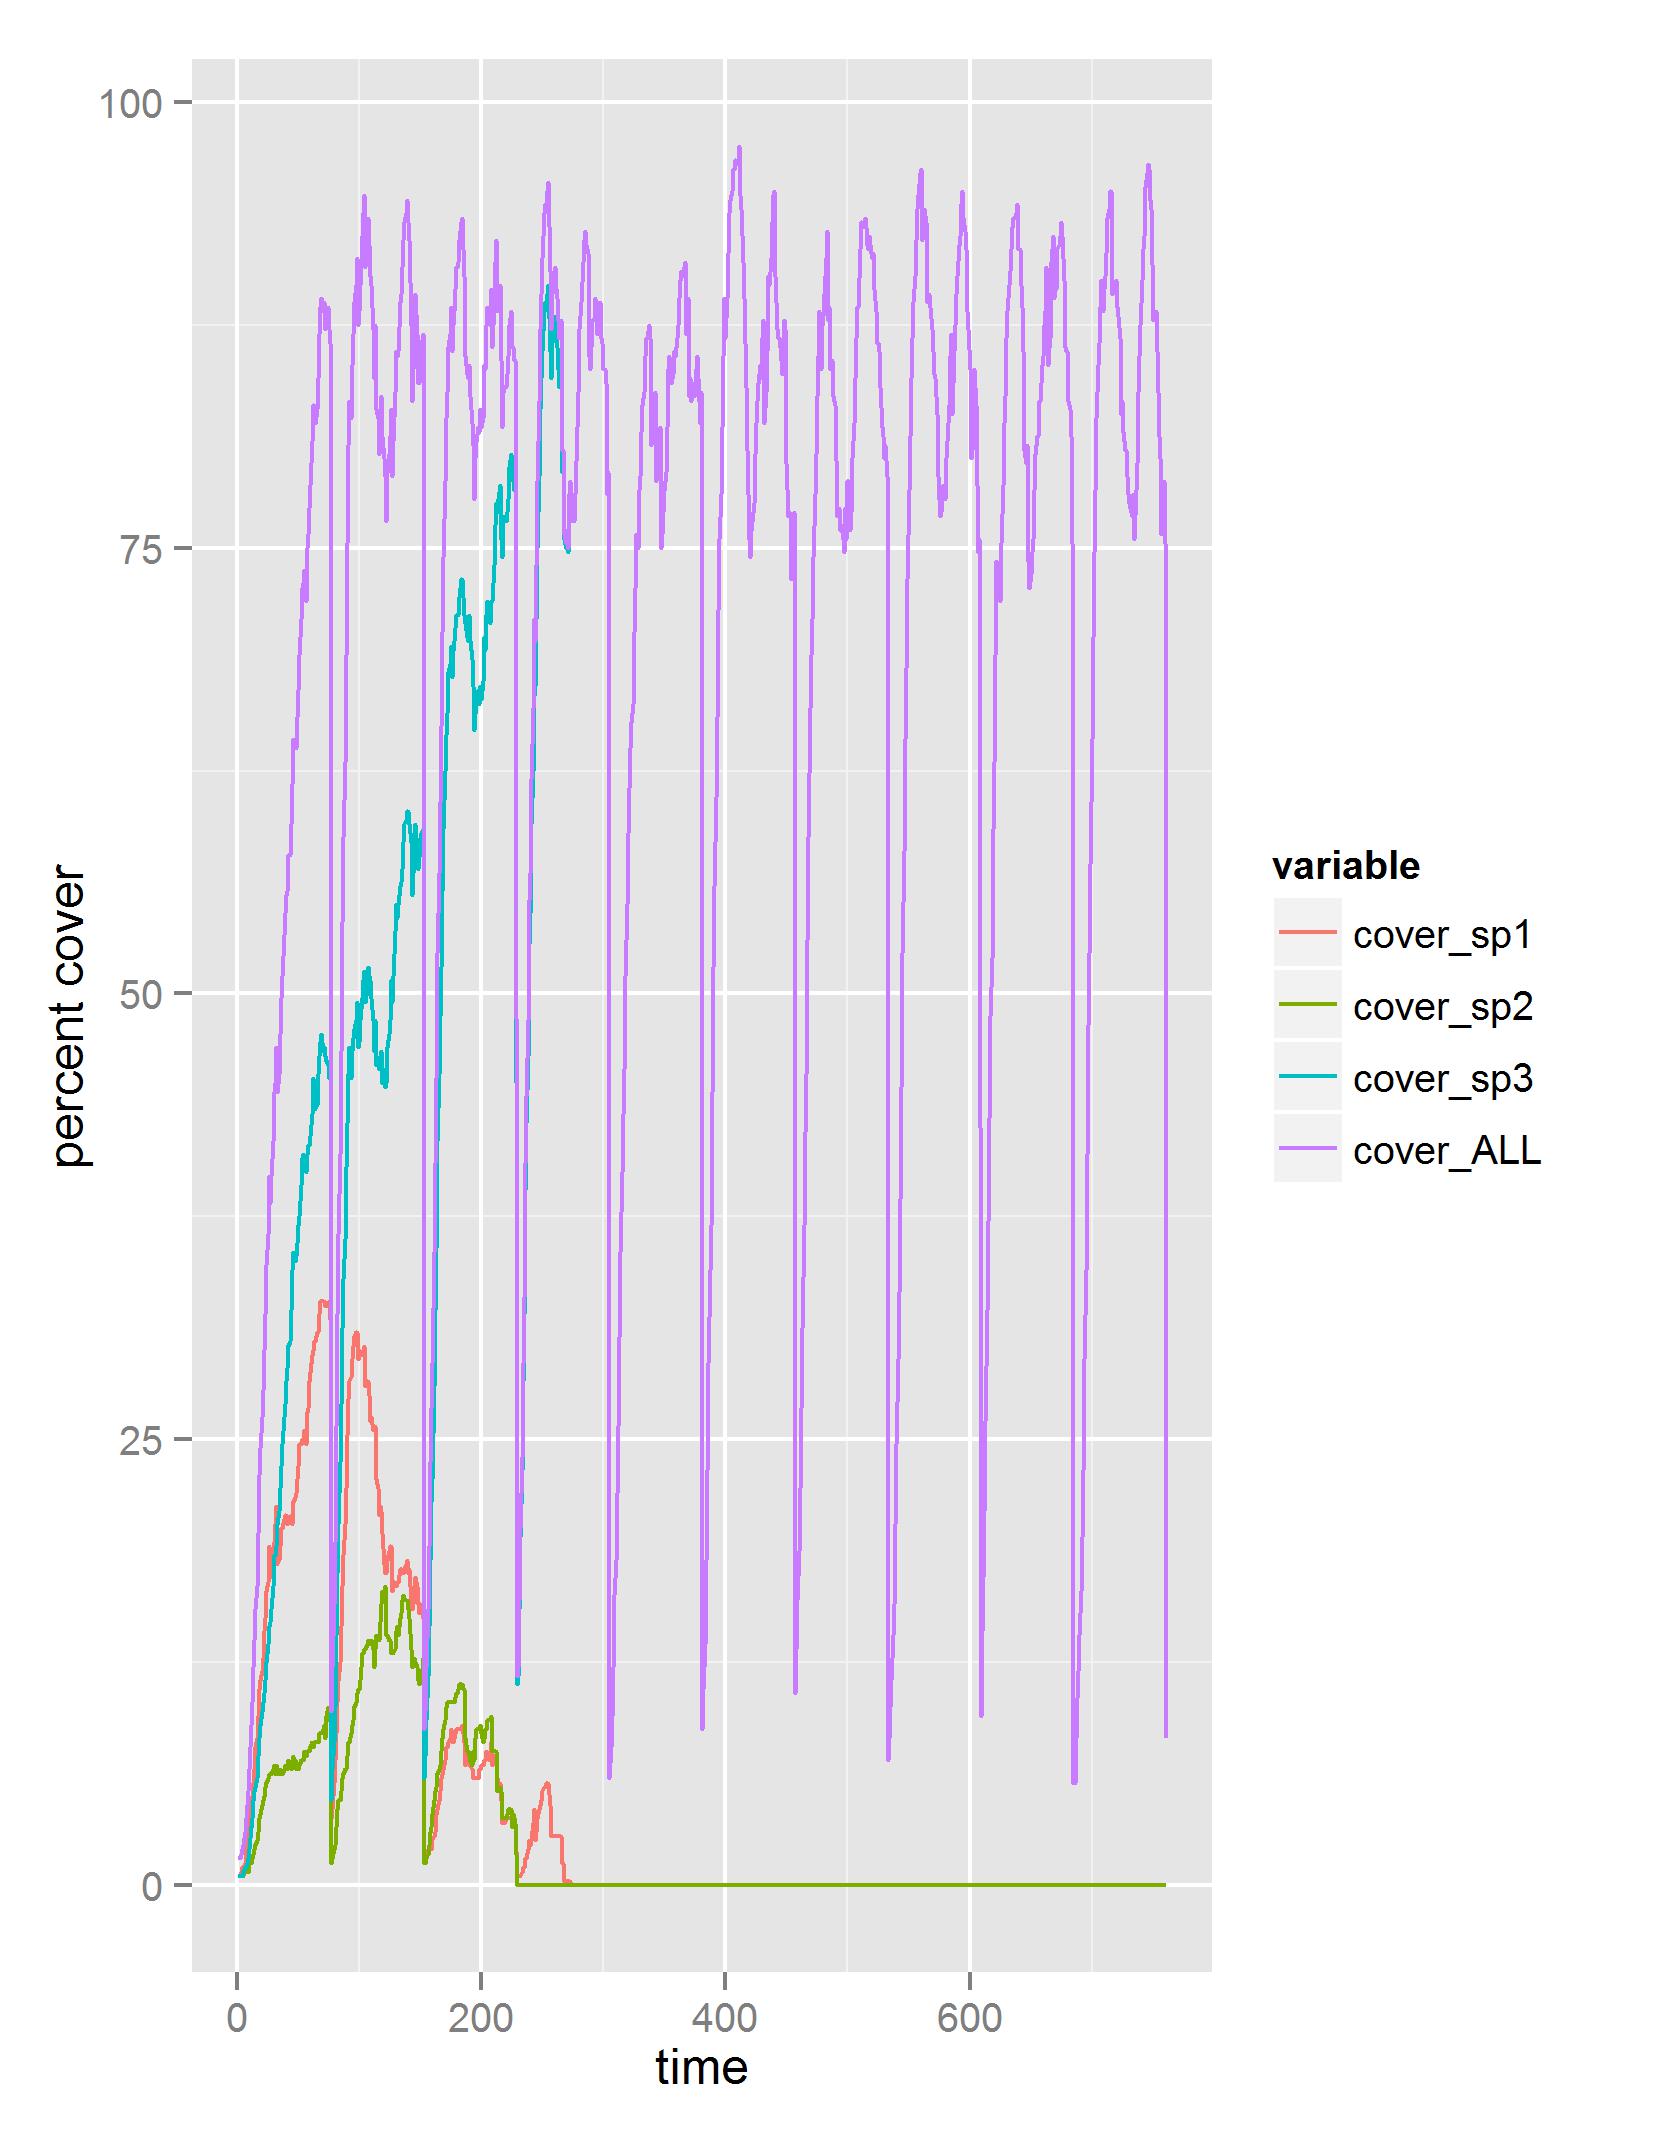 100
75
50
25
0
percent cover
0 200 400 600
time
variable
cover_sp1
cover_sp2
cover_sp3
cover_ALL